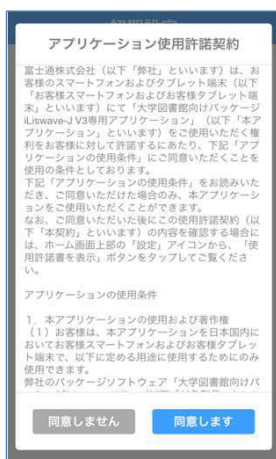 アプリケーション使用許諾契約
富士通株式会社（以下「弊社」といいます）は、お
客様のスマートフォンおよびタブレット端末（以下
「お客様スマートフォンおよびお客様タブレット端
末」といいます）にて「大学図書館向けパッケージ
iLiswave-J V3専用アプリケーション」（以下「本ア
プリケーション」といいます）をご使用いただく権
利をお客様に対して許諾するにあたり、下記「アプ
リケーションの使用条件」にご同意いただくことを
使用の条件としております。
下記「アプリケーションの使用条件」をお読みいた
だき、ご同意いただけた場合のみ、本アプリケーシ
ョンをご使用いただくことができます。
なお、ご同意いただいた後にこの使用許諾契約（以
下「本契約」といいます）の内容を確認する場合に
は、ホーム画面上部の「設定」アイコンから、「使
用許諾書を表示」ボタンをタップしてご覧くださ
い。
アプリケーションの使用条件
1．本アプリケーションの使用および著作権
（1）お客様は、本アプリケーションを日本国内に
おいてお客様スマートフォンおよびお客様タブレッ
ト端末で、以下に定める用途に使用するためにのみ
使用できます。
弊社のパッケージソフトウェア「大学図書館向けパ
同意しません
同意します